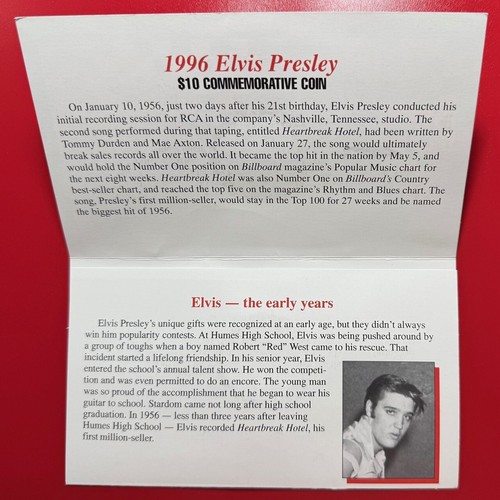 1996 Elvis Presley
$10 COMMEMORATIVE COIN
On January 10, 1956, just two days after his 21st birthday, Elvis Presley conducted his
initial recording session for RCA in the company's Nashville, Tennessee, studio. The
second song performed during that taping, entitled Heartbreak Hotel, had been written by
Tommy Durden and Mae Axton. Released on January 27, the song would ultimately
break sales records all over the world. It became the top hit in the nation by May 5, and
would hold the Number One position on Billboard magazine's Popular Music chart for
the next eight weeks. Heartbreak Hotel was also Number One on Billboard's Country
best-seller chart, and reached the top five on the magazine's Rhythm and Blues chart. The
song, Presley's first million-seller, would stay in the Top 100 for 27 weeks and be named
the biggest hit of 1956.
Elvis — the early years
Elvis Presley's unique gifts were recognized at an early age, but they didn't always
win him popularity contests. At Humes High School, Elvis was being pushed around by
a group of toughs when a boy named Robert "Red" West came to his rescue. That
incident started a lifelong friendship. In his senior year, Elvis
entered the school's annual talent show. He won the competi-
tion and was even permitted to do an encore. The young man
was so proud of the accomplishment that he began to wear his
guitar to school. Stardom came not long after high school
graduation. In 1956 — less than three years after leaving
Humes High School — Elvis recorded Heartbreak Hotel, his
first million-seller.